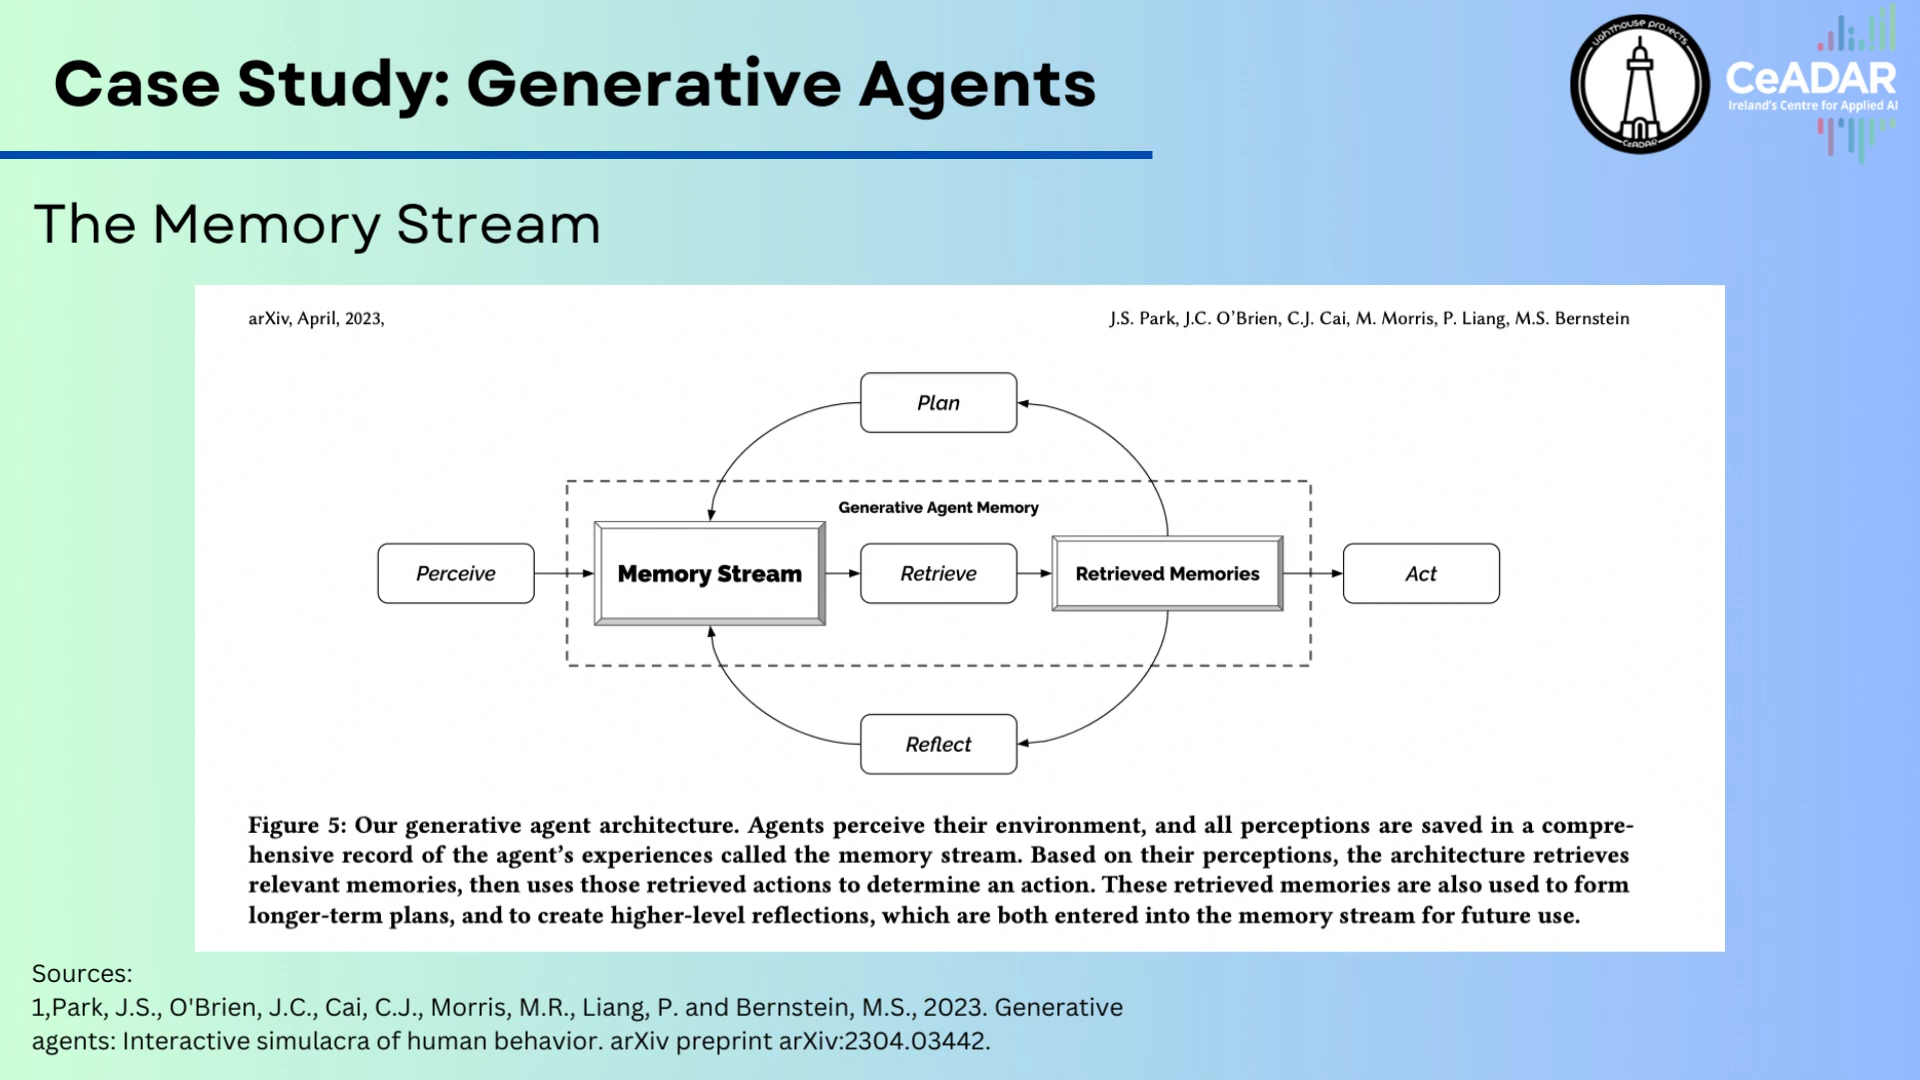 Case Study: Generative Agents
LIGHTHOUSE PROJECTS
CeADAR
CeADAR
Ireland's Centre for Applied AI
The Memory Stream
arXiv, April, 2023,
J.S. Park, J.C. O'Brien, C.J. Cai, M. Morris, P. Liang, M.S. Bernstein
Plan
Generative Agent Memory
Perceive
Memory Stream
Retrieve
Retrieved Memories
Act
Reflect
Figure 5: Our generative agent architecture. Agents perceive their environment, and all perceptions are saved in a compre-
hensive record of the agent's experiences called the memory stream. Based on their perceptions, the architecture retrieves
relevant memories, then uses those retrieved actions to determine an action. These retrieved memories are also used to form
longer-term plans, and to create higher-level reflections, which are both entered into the memory stream for future use.
Sources:
1,Park, J.S., O'Brien, J.C., Cai, C.J., Morris, M.R., Liang, P. and Bernstein, M.S., 2023. Generative
agents: Interactive simulacra of human behavior. arXiv preprint arXiv:2304.03442.